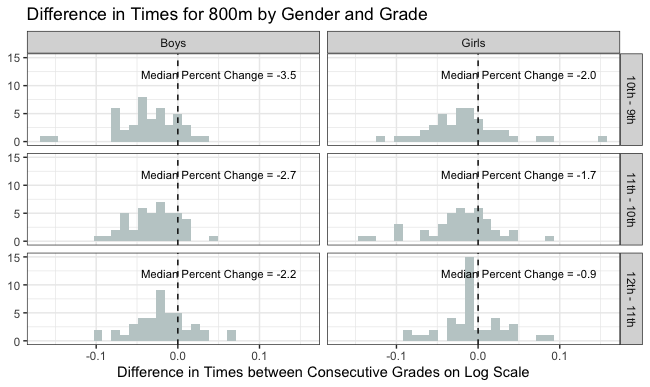 Difference in Times for 800m by Gender and Grade
Boys
Girls
15
10
5
0
Median Percent Change = -3.5
Median Percent Change = -2.0
10th - 9th
15
10
5
0
Median Percent Change = -2.7
Median Percent Change = -1.7
11th - 10th
15
10
5
0
Median Percent Change = -2.2
Median Percent Change = -0.9
12th - 11th
-0.1 0.0 0.1
-0.1 0.0 0.1
Difference in Times between Consecutive Grades on Log Scale